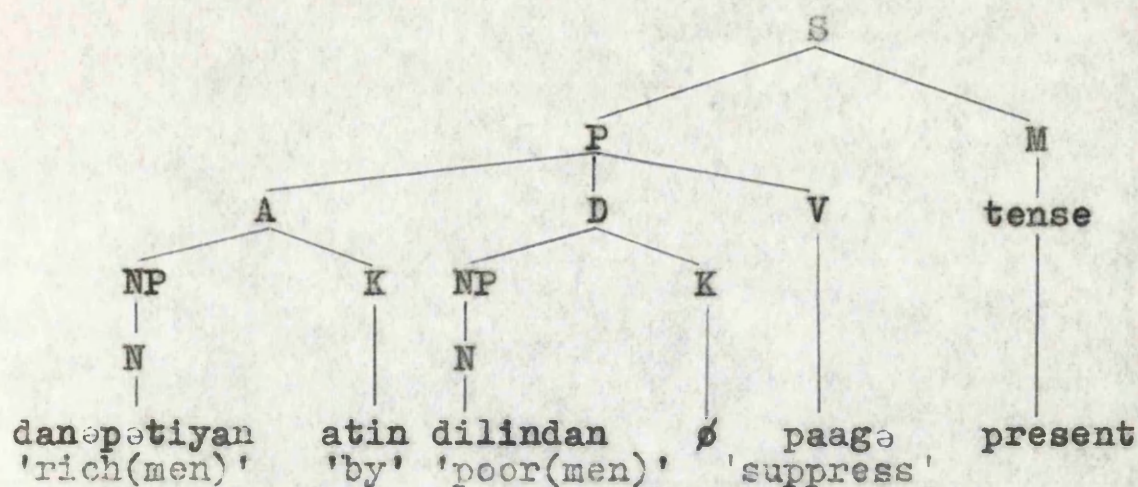 S
P M
A D V tense
NP K NP K
N N
danəpətiyan atin dilindan ø paagə present
'rich(men)' 'by' 'poor(men)' 'suppress'